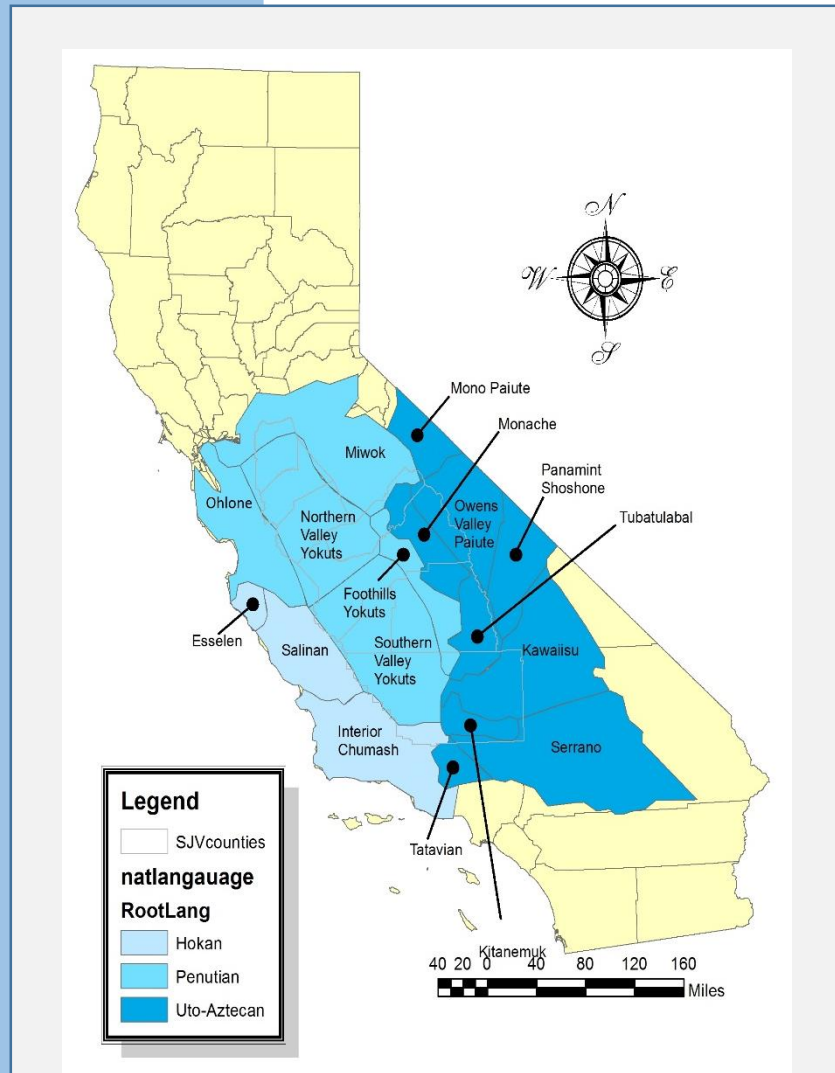 N
W
E
S
Mono Paiute
Monache
Miwok
Panamint
Shoshone
Ohlone
Owens
Valley
Paiute
Northern
Valley
Yokuts
Tubatulabal
Foothills
Yokuts
Esselen
Salinan
Southern
Valley
Yokuts
Kawaiisu
Interior
Chumash
Serrano
Tatavian
Kitanemuk
Legend
SJVcounties
natlangauage
RootLang
Hokan
Penutian
Uto-Aztecan
40 20 0 40 80 120 160
Miles